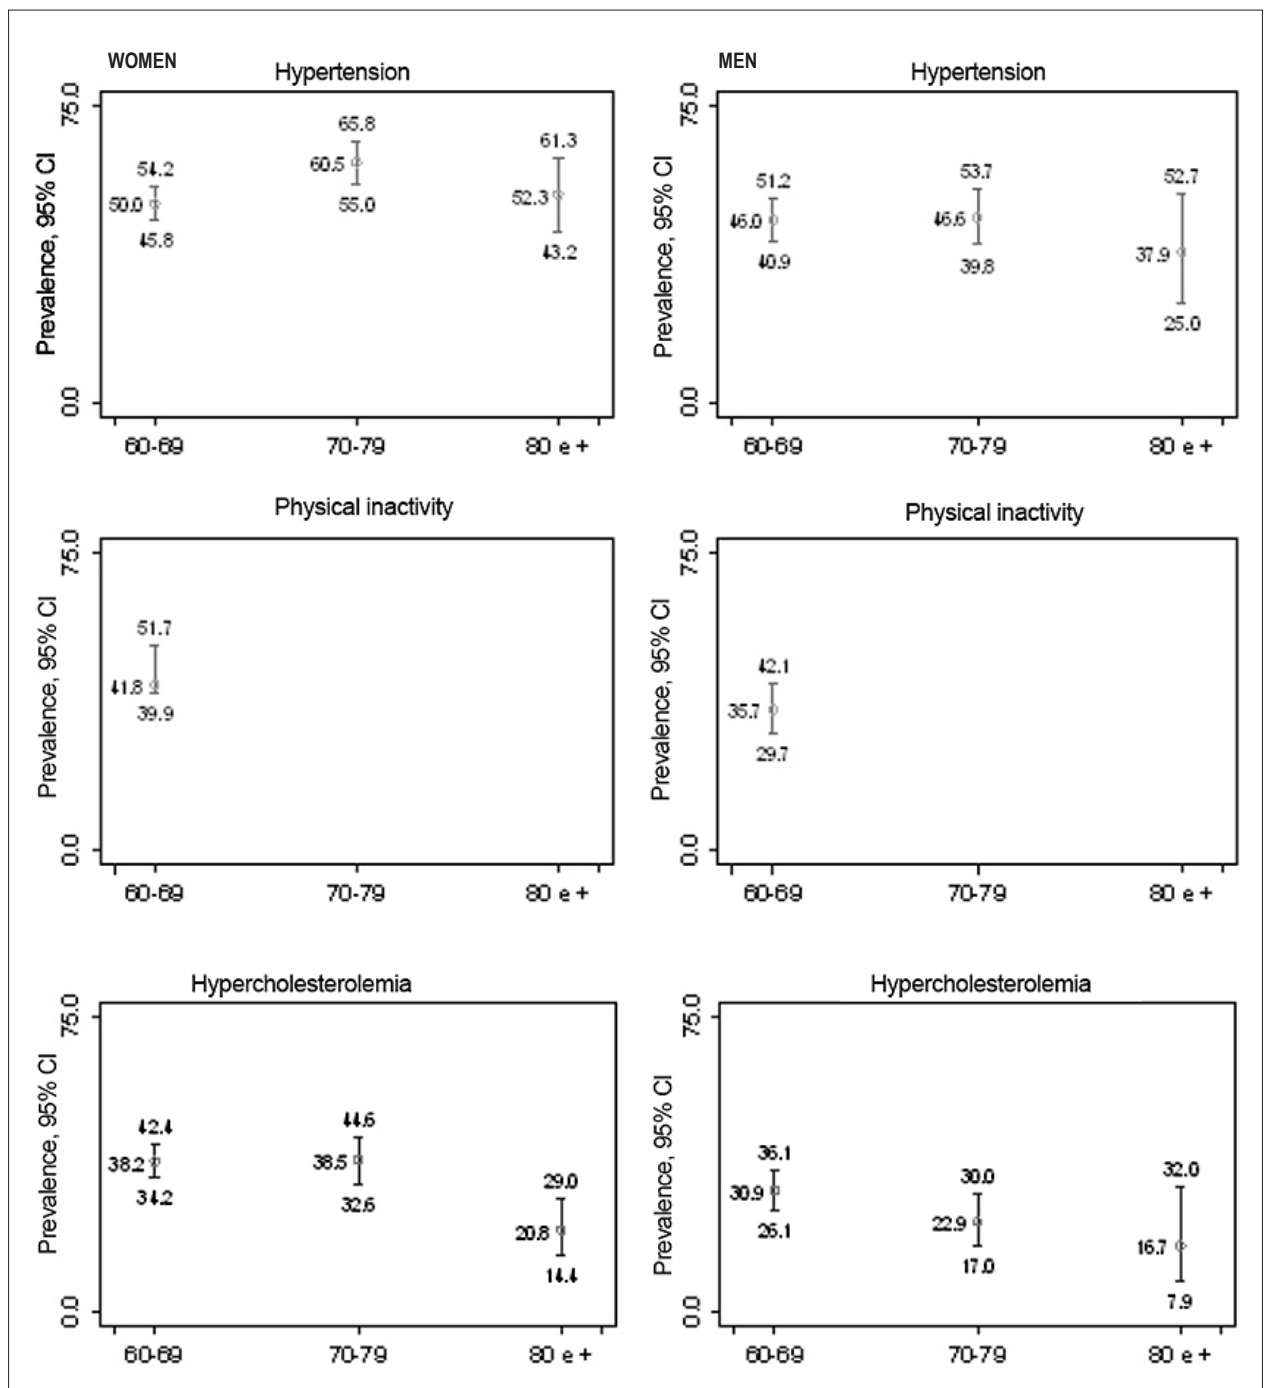 WOMEN
Hypertension
Prevalence, 95% CI
75.0
0.0
54.2
50.0
45.8
65.8
60.5
55.0
61.3
52.3
43.2
60-69 70-79 80 e +
MEN
Hypertension
Prevalence, 95% CI
75.0
0.0
51.2
46.0
40.9
53.7
46.6
39.8
52.7
37.9
25.0
60-69 70-79 80 e +
Physical inactivity
Prevalence, 95% CI
75.0
0.0
51.7
41.8
39.9
60-69 70-79 80 e +
Physical inactivity
Prevalence, 95% CI
75.0
0.0
42.1
35.7
29.7
60-69 70-79 80 e +
Hypercholesterolemia
Prevalence, 95% CI
75.0
0.0
42.4
38.2
34.2
44.6
38.5
32.6
29.0
20.8
14.4
60-69 70-79 80 e +
Hypercholesterolemia
Prevalence, 95% CI
75.0
0.0
36.1
30.9
26.1
30.0
22.9
17.0
32.0
16.7
7.9
60-69 70-79 80 e +